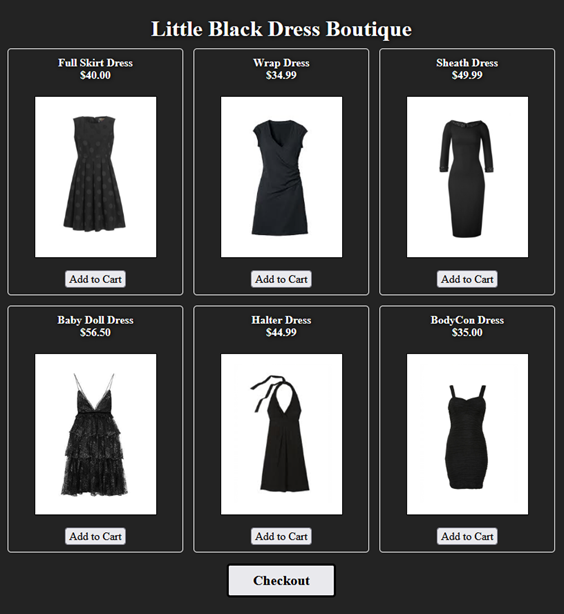 Little Black Dress Boutique
Full Skirt Dress
$40.00
Add to Cart
Wrap Dress
$34.99
Add to Cart
Sheath Dress
$49.99
Add to Cart
Baby Doll Dress
$56.50
Add to Cart
Halter Dress
$44.99
Add to Cart
BodyCon Dress
$35.00
Add to Cart
Checkout